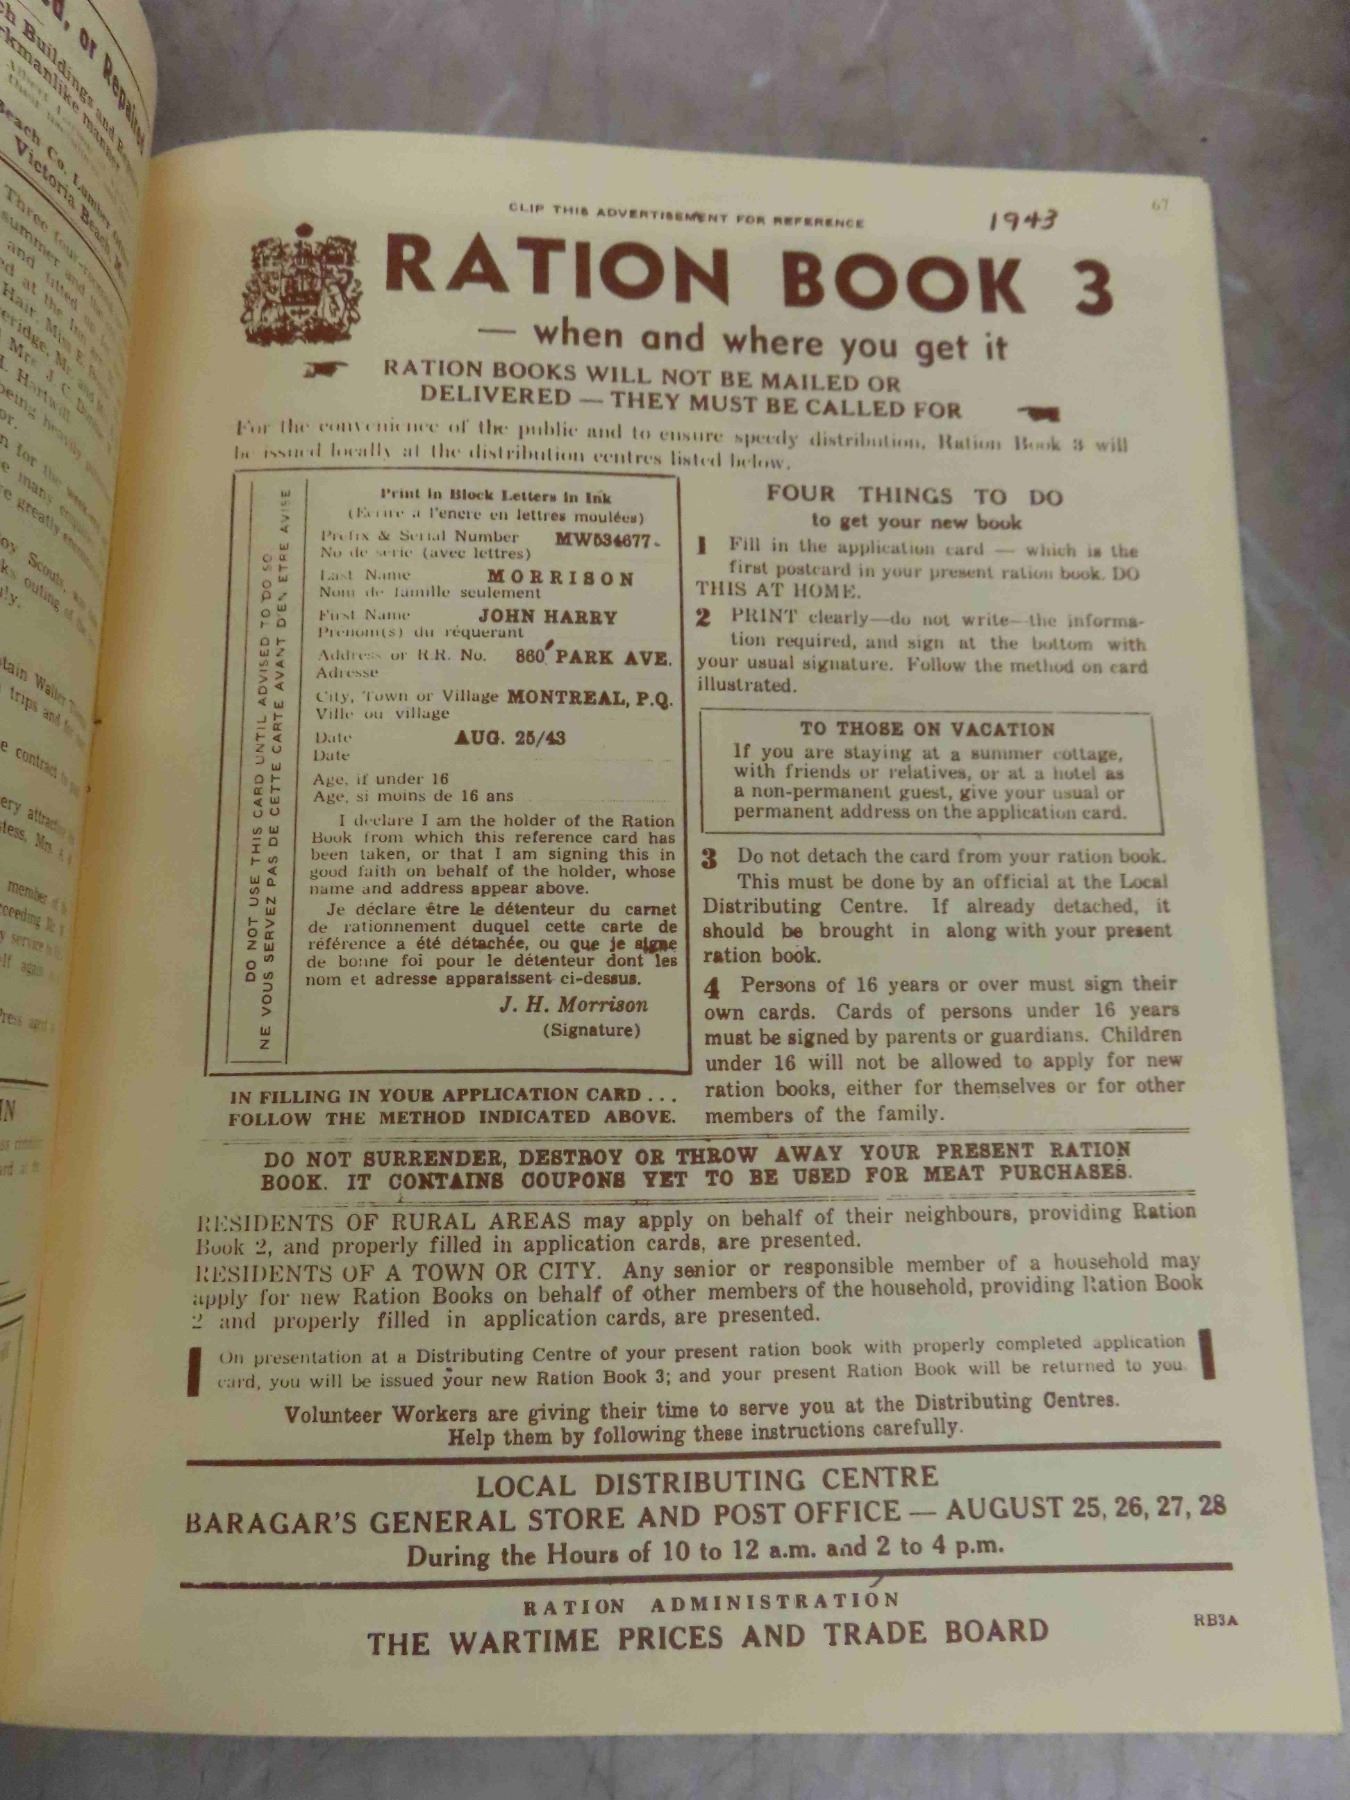 ed, or Repaired
Victoria Beach
67
CLIP THIS ADVERTISEMENT FOR REFERENCE
1943
RATION BOOK 3
— when and where you get it
RATION BOOKS WILL NOT BE MAILED OR
DELIVERED — THEY MUST BE CALLED FOR
For the convenience of the public and to ensure speedy distribution, Ration Book 3 will
be issued locally at the distribution centres listed below.
DO NOT USE THIS CARD UNTIL ADVISED TO DO SO
NE VOUS SERVEZ PAS DE CETTE CARTE AVANT D'EN ETRE AVISE
Print in Block Letters in Ink
(Ecrire a l'encre en lettres moulées)
Prefix & Serial Number MW534677-
No de serie (avec lettres)
Last Name MORRISON
Nom de famille seulement
First Name JOHN HARRY
Prenom(s) du réquerant
Address or R.R. No. 860 PARK AVE.
Adresse
City, Town or Village MONTREAL, P.Q.
Ville ou village
Date AUG. 25/43
Date
Age, if under 16
Age, si moins de 16 ans
I declare I am the holder of the Ration
Book from which this reference card has
been taken, or that I am signing this in
good faith on behalf of the holder, whose
name and address appear above.
Je déclare être le détenteur du carnet
de rationnement duquel cette carte de
référence a été détachée, ou que je signe
de bonne foi pour le détenteur dont les
nom et adresse apparaissent ci-dessus.
J. H. Morrison
(Signature)
IN FILLING IN YOUR APPLICATION CARD ...
FOLLOW THE METHOD INDICATED ABOVE.
FOUR THINGS TO DO
to get your new book
1 Fill in the application card — which is the
first postcard in your present ration book. DO
THIS AT HOME.
2 PRINT clearly—do not write—the informa-
tion required, and sign at the bottom with
your usual signature. Follow the method on card
illustrated.
TO THOSE ON VACATION
If you are staying at a summer cottage,
with friends or relatives, or at a hotel as
a non-permanent guest, give your usual or
permanent address on the application card.
3 Do not detach the card from your ration book.
This must be done by an official at the Local
Distributing Centre. If already detached, it
should be brought in along with your present
ration book.
4 Persons of 16 years or over must sign their
own cards. Cards of persons under 16 years
must be signed by parents or guardians. Children
under 16 will not be allowed to apply for new
ration books, either for themselves or for other
members of the family.
DO NOT SURRENDER, DESTROY OR THROW AWAY YOUR PRESENT RATION
BOOK. IT CONTAINS COUPONS YET TO BE USED FOR MEAT PURCHASES.
RESIDENTS OF RURAL AREAS may apply on behalf of their neighbours, providing Ration
Book 2, and properly filled in application cards, are presented.
RESIDENTS OF A TOWN OR CITY. Any senior or responsible member of a household may
apply for new Ration Books on behalf of other members of the household, providing Ration Book
2 and properly filled in application cards, are presented.
On presentation at a Distributing Centre of your present ration book with properly completed application
card, you will be issued your new Ration Book 3; and your present Ration Book will be returned to you.
Volunteer Workers are giving their time to serve you at the Distributing Centres.
Help them by following these instructions carefully.
LOCAL DISTRIBUTING CENTRE
BARAGAR'S GENERAL STORE AND POST OFFICE — AUGUST 25, 26, 27, 28
During the Hours of 10 to 12 a.m. and 2 to 4 p.m.
RATION ADMINISTRATION
THE WARTIME PRICES AND TRADE BOARD
RB3A